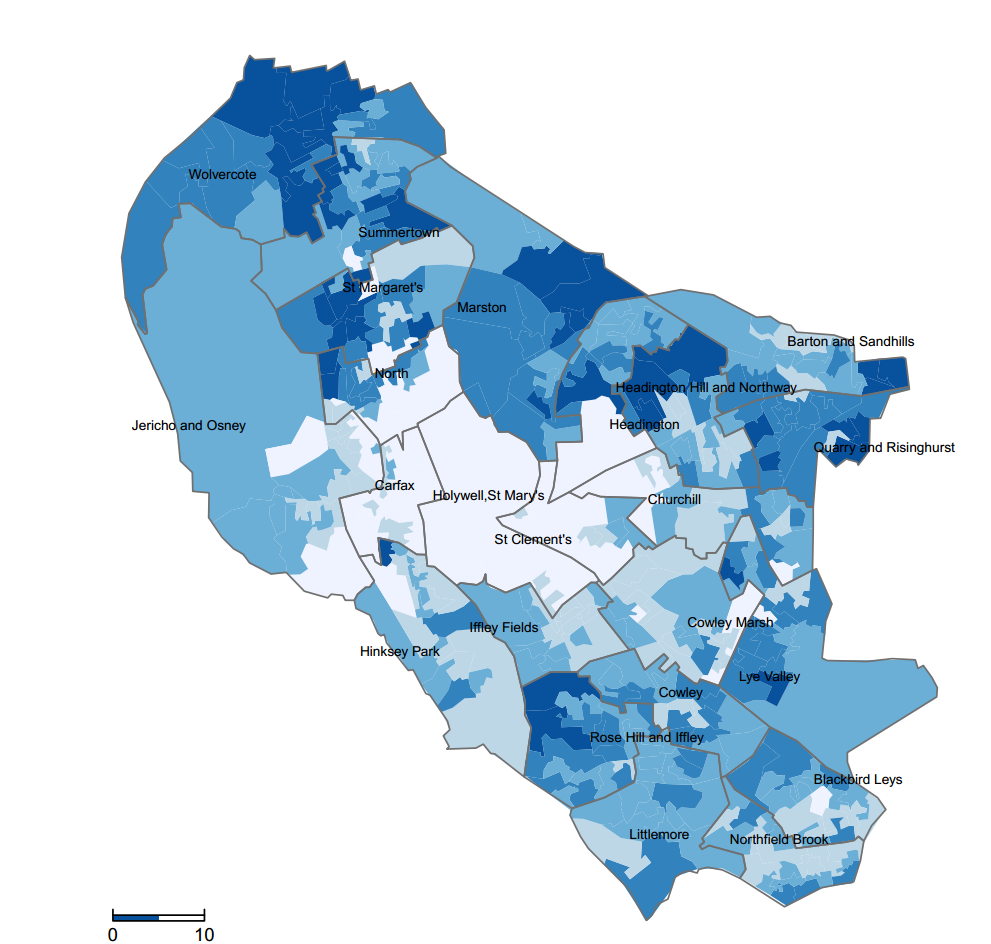 Wolvercote
Summertown
St Margaret's
Marston
Barton and Sandhills
North
Headington Hill and Northway
Jericho and Osney
Headington
Quarry and Risinghurst
Carfax
Holywell,St Mary's
Churchill
St Clement's
Cowley Marsh
Iffley Fields
Hinksey Park
Lye Valley
Cowley
Rose Hill and Iffley
Blackbird Leys
Littlemore
Northfield Brook
0 10